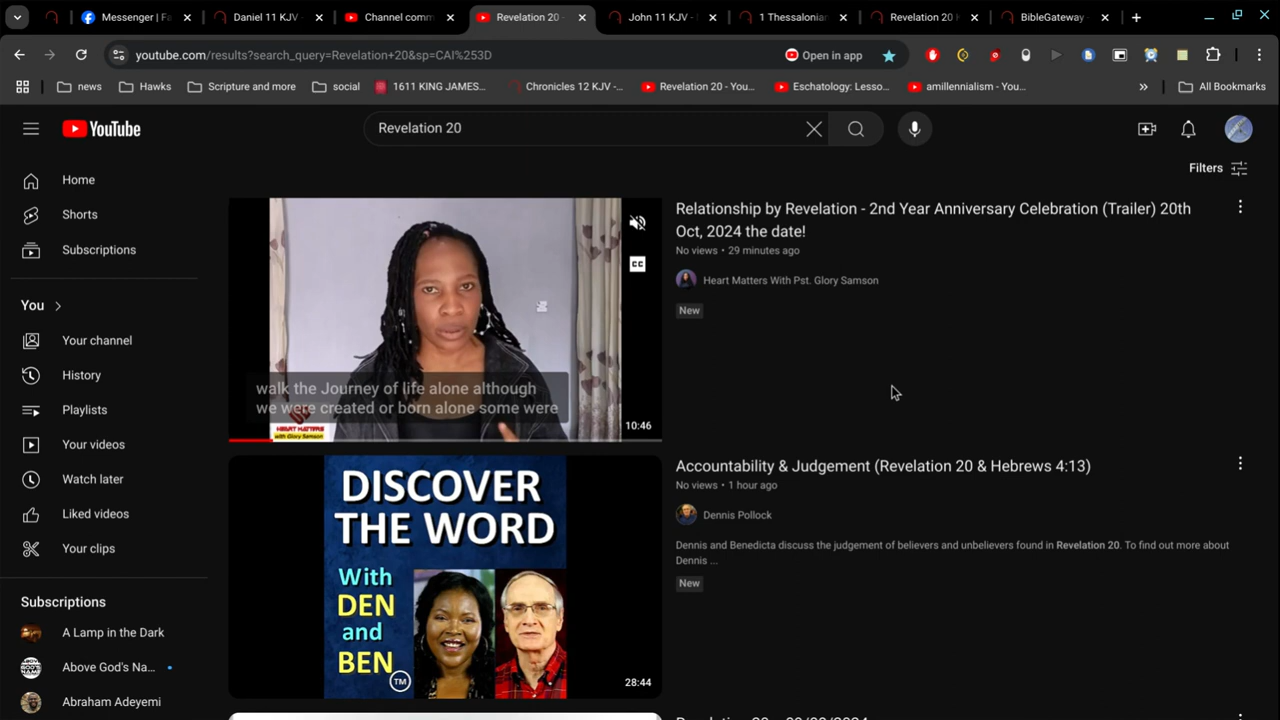 Messenger | Fa
Daniel 11 KJV -
Channel comm
Revelation 20 -
John 11 KJV -
1 Thessalonian
Revelation 20 K
BibleGateway -
youtube.com/results?search_query=Revelation+20&sp=CAI%253D
Open in app
news
Hawks
Scripture and more
social
1611 KING JAMES...
Chronicles 12 KJV -...
Revelation 20 - You...
Eschatology: Lesso...
amillennialism - You...
»
All Bookmarks
YouTube
Revelation 20
Filters
Home
Shorts
Subscriptions
You
Your channel
History
Playlists
Your videos
Watch later
Liked videos
Your clips
Subscriptions
A Lamp in the Dark
Above God's Na...
Abraham Adeyemi
CC
walk the Journey of life alone although
we were created or born alone some were
HEART MATTERS
with Glory Samson
10:46
Relationship by Revelation - 2nd Year Anniversary Celebration (Trailer) 20th
Oct, 2024 the date!
No views • 29 minutes ago
Heart Matters With Pst. Glory Samson
New
DISCOVER
THE WORD
With
DEN
and
BEN
TM
28:44
Accountability & Judgement (Revelation 20 & Hebrews 4:13)
No views • 1 hour ago
Dennis Pollock
Dennis and Benedicta discuss the judgement of believers and unbelievers found in Revelation 20. To find out more about
Dennis ...
New